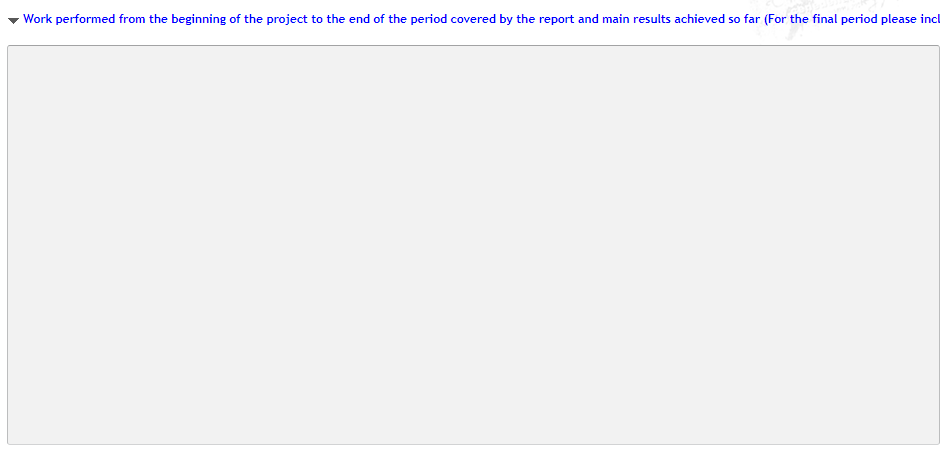 Work performed from the beginning of the project to the end of the period covered by the report and main results achieved so far (For the final period please incl